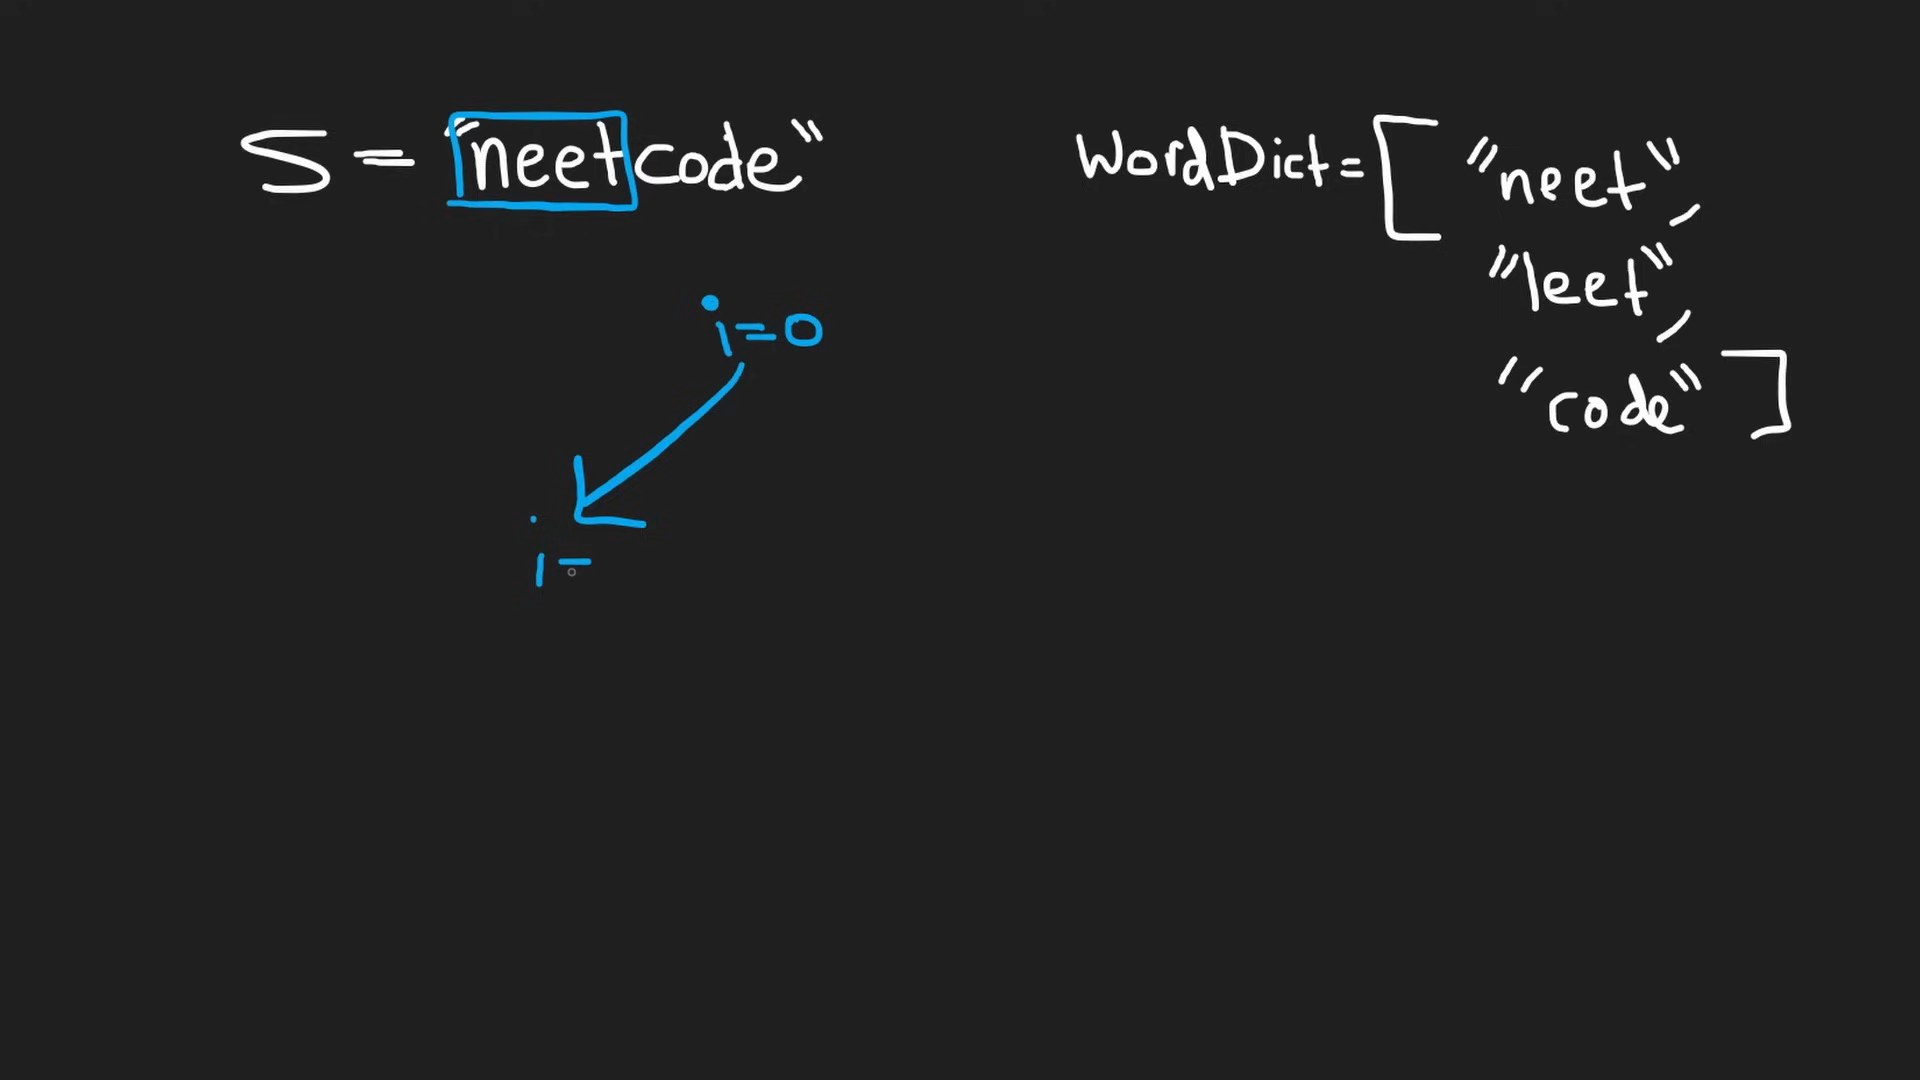 S = "neetcode"
WordDict = [ "neet",
"leet",
"code" ]
i=0
i=